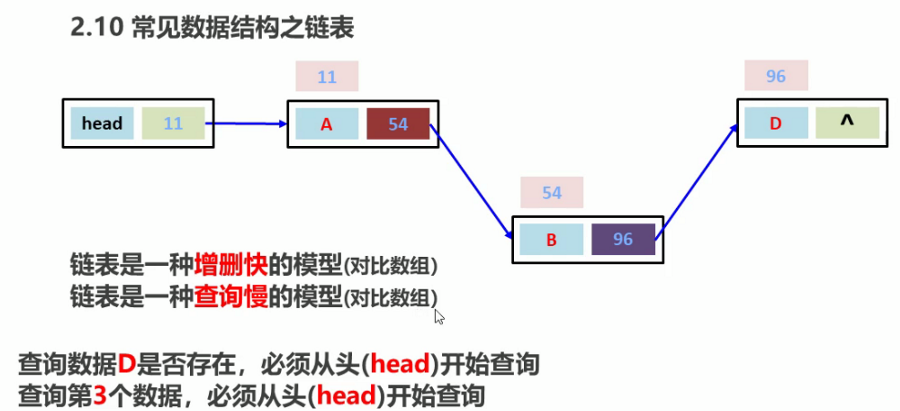 2.10 常见数据结构之链表
11
96
head 11
A 54
D ^
54
B 96
链表是一种增删快的模型(对比数组)
链表是一种查询慢的模型(对比数组)
查询数据D是否存在，必须从头(head)开始查询
查询第3个数据，必须从头(head)开始查询